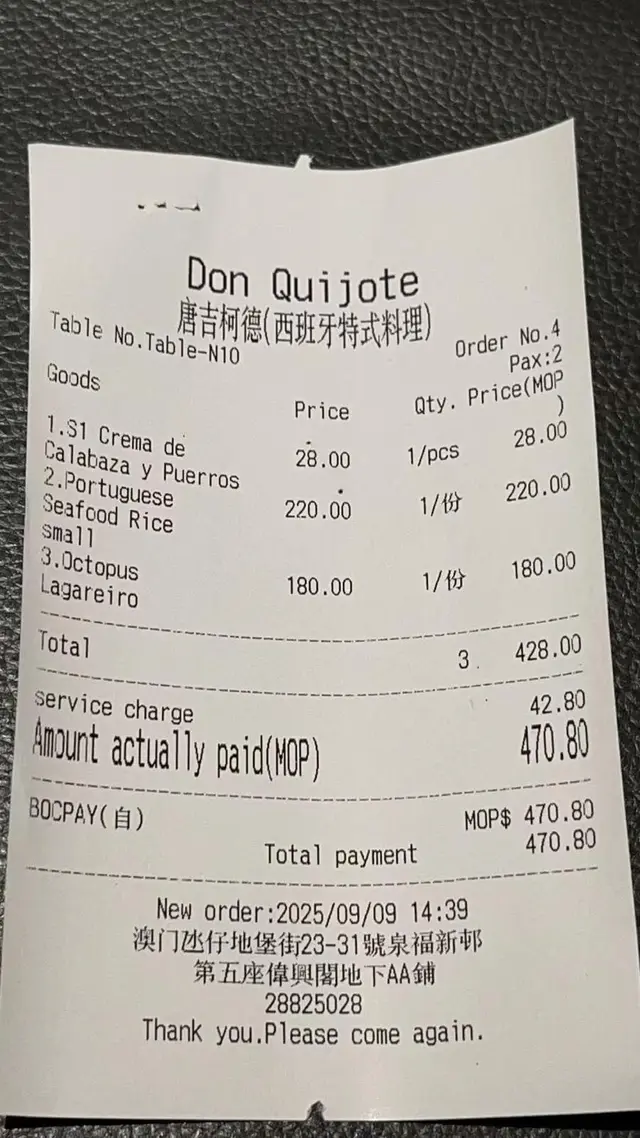 Don Quijote
唐吉柯德(西班牙特式料理)
Table No.Table-N10 Order No.4
Pax:2
Goods Price Qty. Price(MOP
)
1.S1 Crema de 28.00 1/pcs 28.00
Calabaza y Puerros
2.Portuguese 220.00 1/份 220.00
Seafood Rice
small
3.Octopus 180.00 1/份 180.00
Lagareiro
Total 3 428.00
service charge 42.80
Amount actually paid(MOP) 470.80
BOCPAY(自) MOP$ 470.80
Total payment 470.80
New order:2025/09/09 14:39
澳门氹仔地堡街23-31號泉福新邨
第五座偉興閣地下AA鋪
28825028
Thank you.Please come again.